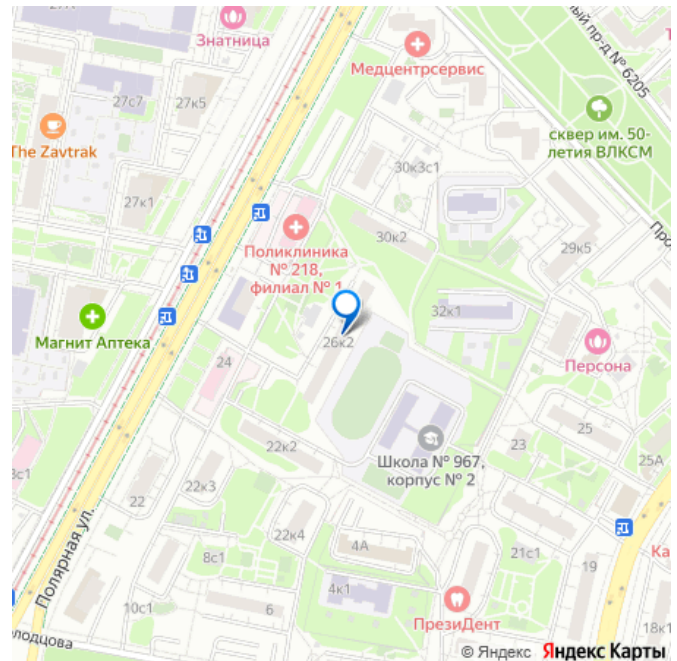 Знатница
Медцентрсервис
ый пр-д № 6205
27с7
27к5
сквер им. 50-
летия ВЛКСМ
The Zavtrak
30к3с1
27к1
30к2
29к5
Поликлиника
№ 218,
филиал № 1
32к1
Магнит Аптека
26к2
Персона
24
25
22к2
23
Школа № 967,
корпус № 2
25А
22к3
22
22к4
Полярная ул.
4А
21с1
8с1
19
4к1
10с1
6
ПрезиДент
18к1
© Яндекс Яндекс Карты